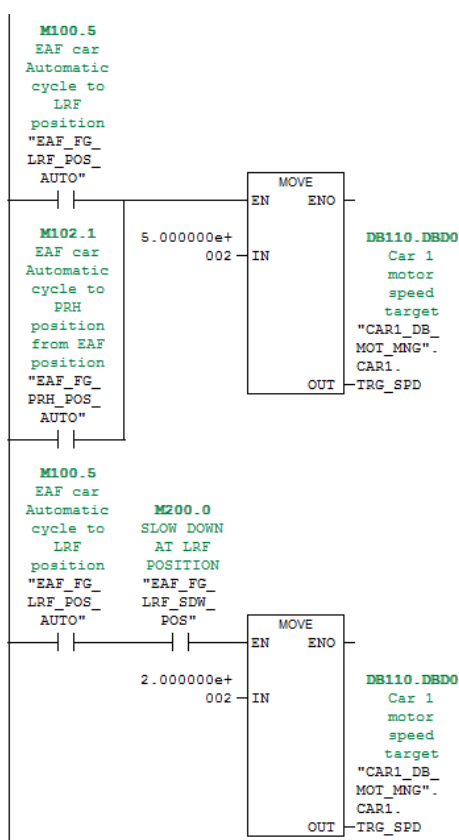 M100.5
EAF car
Automatic
cycle to
LRF
position
"EAF_FG_
LRF_POS_
AUTO"
MOVE
EN ENO
M102.1
EAF car
Automatic
cycle to
PRH
position
from EAF
position
"EAF_FG_
PRH_POS_
AUTO"
5.000000e+
002 IN
DB110.DBD0
Car 1
motor
speed
target
"CAR1_DB_
MOT_MNG".
CAR1.
OUT TRG_SPD
M100.5
EAF car
Automatic
cycle to
LRF
position
"EAF_FG_
LRF_POS_
AUTO"
M200.0
SLOW DOWN
AT LRF
POSITION
"EAF_FG_
LRF_SDW_
POS"
MOVE
EN ENO
2.000000e+
002 IN
DB110.DBD0
Car 1
motor
speed
target
"CAR1_DB_
MOT_MNG".
CAR1.
OUT TRG_SPD